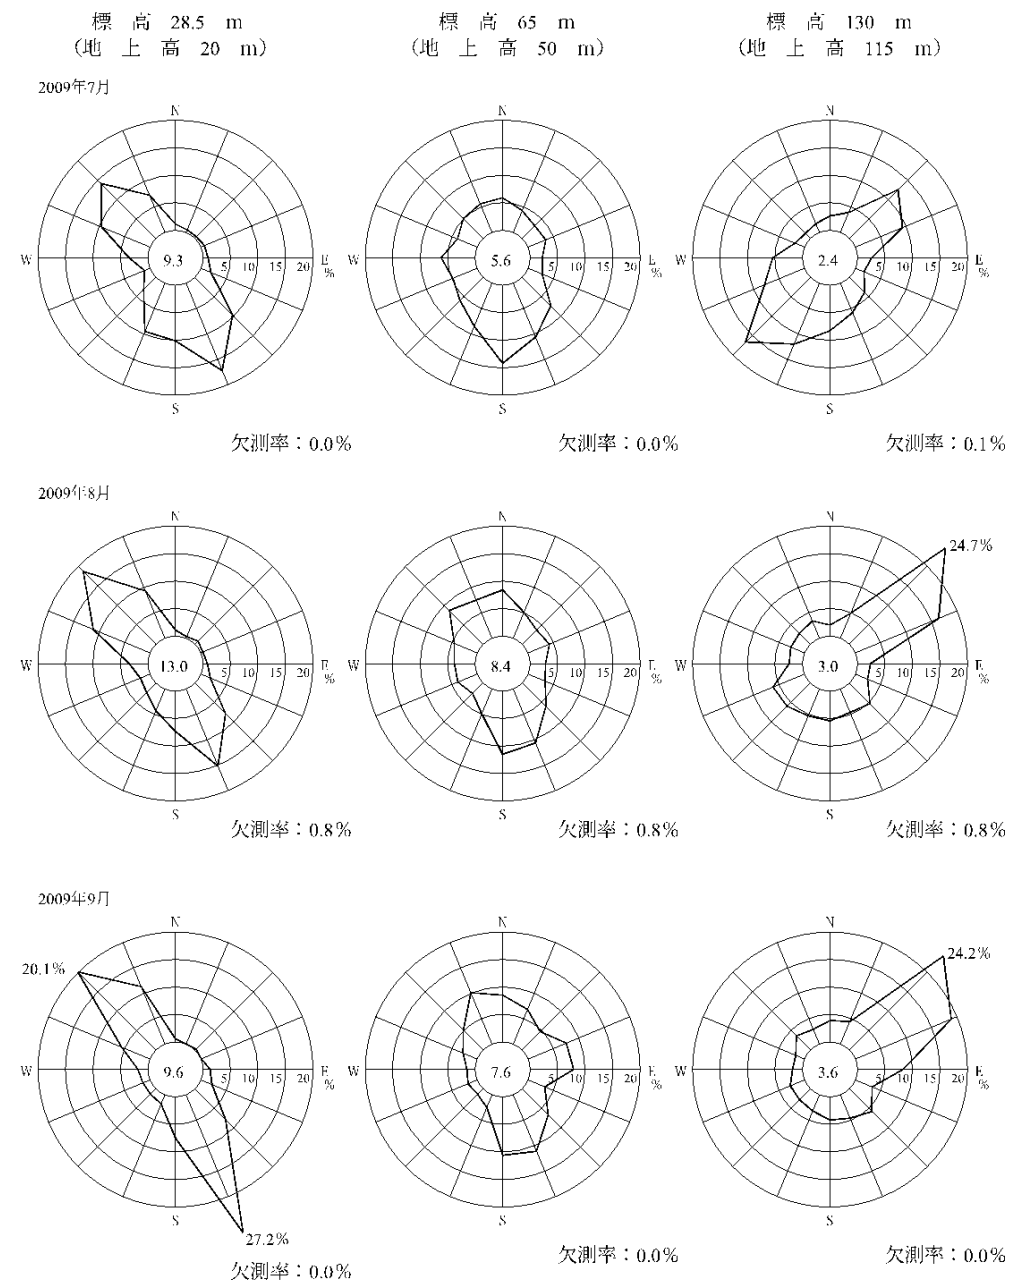 標 高 28.5 m 標 高 65 m 標 高 130 m
（地 上 高 20 m） （地 上 高 50 m） （地 上 高 115 m）
2009年7月
N N N
W 9.3 5 10 15 20 E % W 5.6 5 10 15 20 E % W 2.4 5 10 15 20 E %
S S S
欠測率：0.0% 欠測率：0.0% 欠測率：0.1%
2009年8月
N N N
24.7%
W 13.0 5 10 15 20 E % W 8.4 5 10 15 20 E % W 3.0 5 10 15 20 E %
S S S
欠測率：0.8% 欠測率：0.8% 欠測率：0.8%
2009年9月
N N N
20.1% 24.2%
W 9.6 5 10 15 20 E % W 7.6 5 10 15 20 E % W 3.6 5 10 15 20 E %
S S S
27.2%
欠測率：0.0% 欠測率：0.0% 欠測率：0.0%